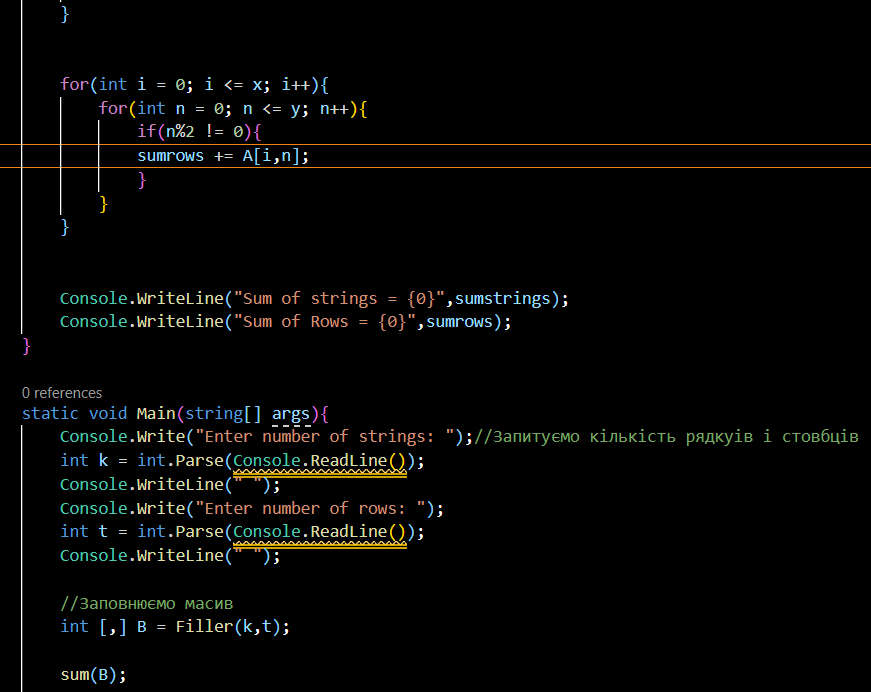 }
for(int i = 0; i <= x; i++){
for(int n = 0; n <= y; n++){
if(n%2 != 0){
sumrows += A[i,n];
}
}
}
Console.WriteLine("Sum of strings = {0}",sumstrings);
Console.WriteLine("Sum of Rows = {0}",sumrows);
}
0 references
static void Main(string[] args){
Console.Write("Enter number of strings: ");//Запитуємо кількість рядкуів і стовбців
int k = int.Parse(Console.ReadLine());
Console.WriteLine(" ");
Console.Write("Enter number of rows: ");
int t = int.Parse(Console.ReadLine());
Console.WriteLine(" ");
//Заповнюємо масив
int [,] B = Filler(k,t);
sum(B);